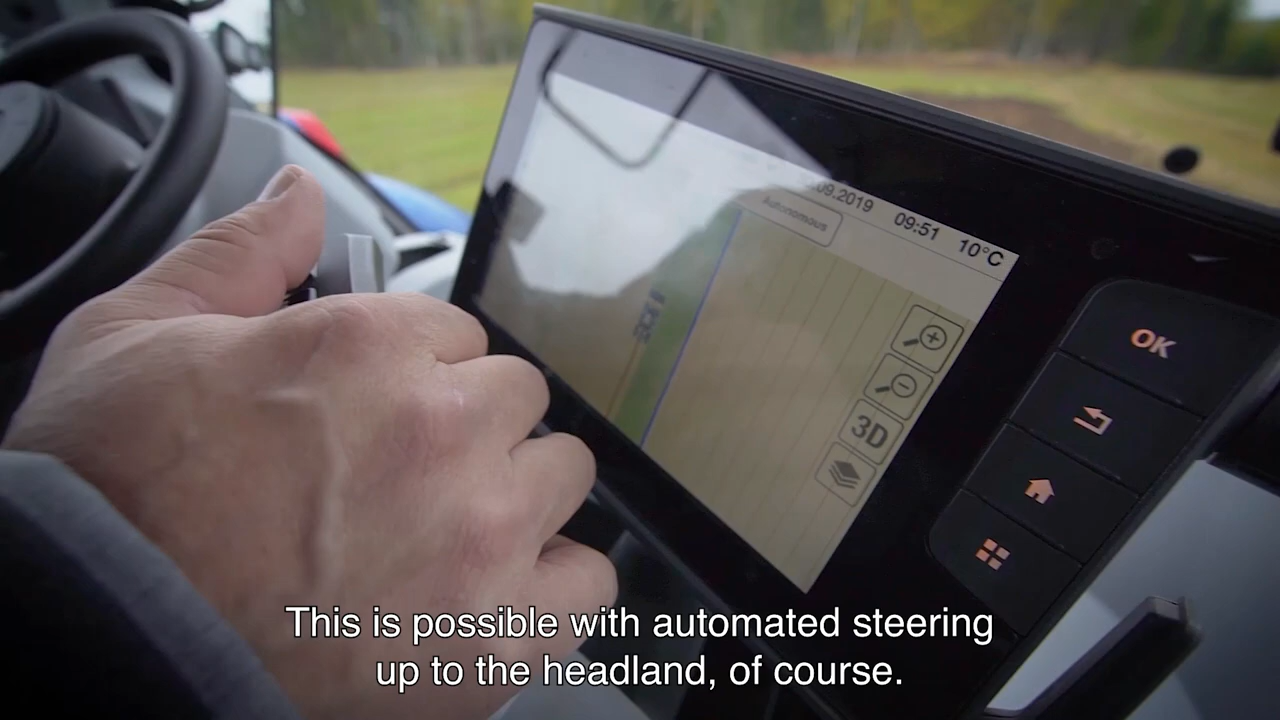 .09.2019 09:51 10°C
Autonomous
3D
OK
This is possible with automated steering
up to the headland, of course.